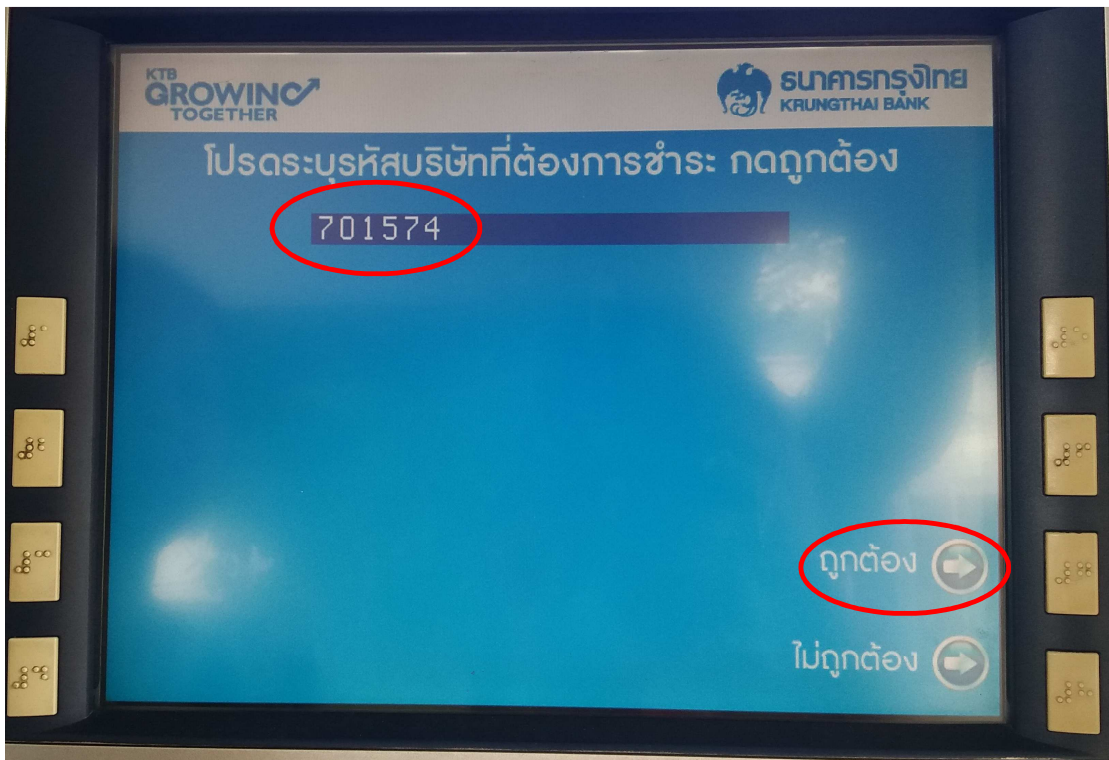 KTB
GROWING
TOGETHER
ธนาคารกรุงไทย
KRUNGTHAI BANK
โปรดระบุรหัสบริษัทที่ต้องการชำระ กดถูกต้อง
701574
ถูกต้อง
ไม่ถูกต้อง